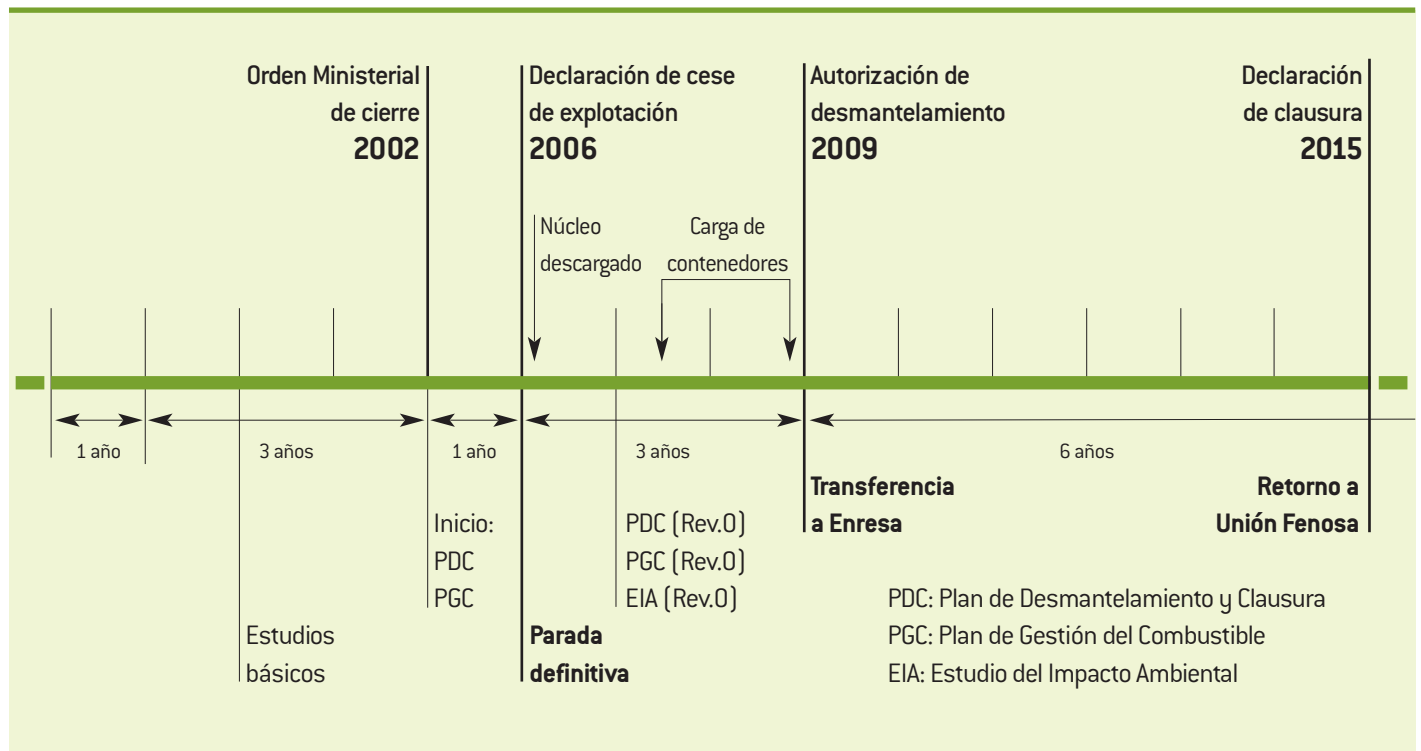 Orden Ministerial
de cierre
2002
Declaración de cese
de explotación
2006
Autorización de
desmantelamiento
2009
Declaración
de clausura
2015
Núcleo
descargado
Carga de
contenedores
1 año
3 años
1 año
3 años
6 años
Transferencia
a Enresa
Retorno a
Unión Fenosa
Inicio:
PDC
PGC
PDC (Rev.0)
PGC (Rev.0)
EIA (Rev.0)
Estudios
básicos
Parada
definitiva
PDC: Plan de Desmantelamiento y Clausura
PGC: Plan de Gestión del Combustible
EIA: Estudio del Impacto Ambiental